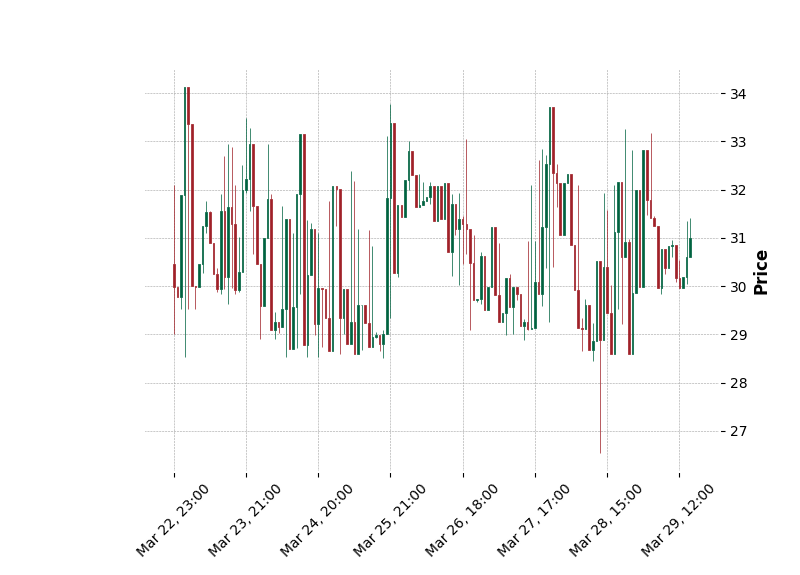 34
33
32
31
30
29
28
27
Price
Mar 22, 23:00
Mar 23, 21:00
Mar 24, 20:00
Mar 25, 21:00
Mar 26, 18:00
Mar 27, 17:00
Mar 28, 15:00
Mar 29, 12:00